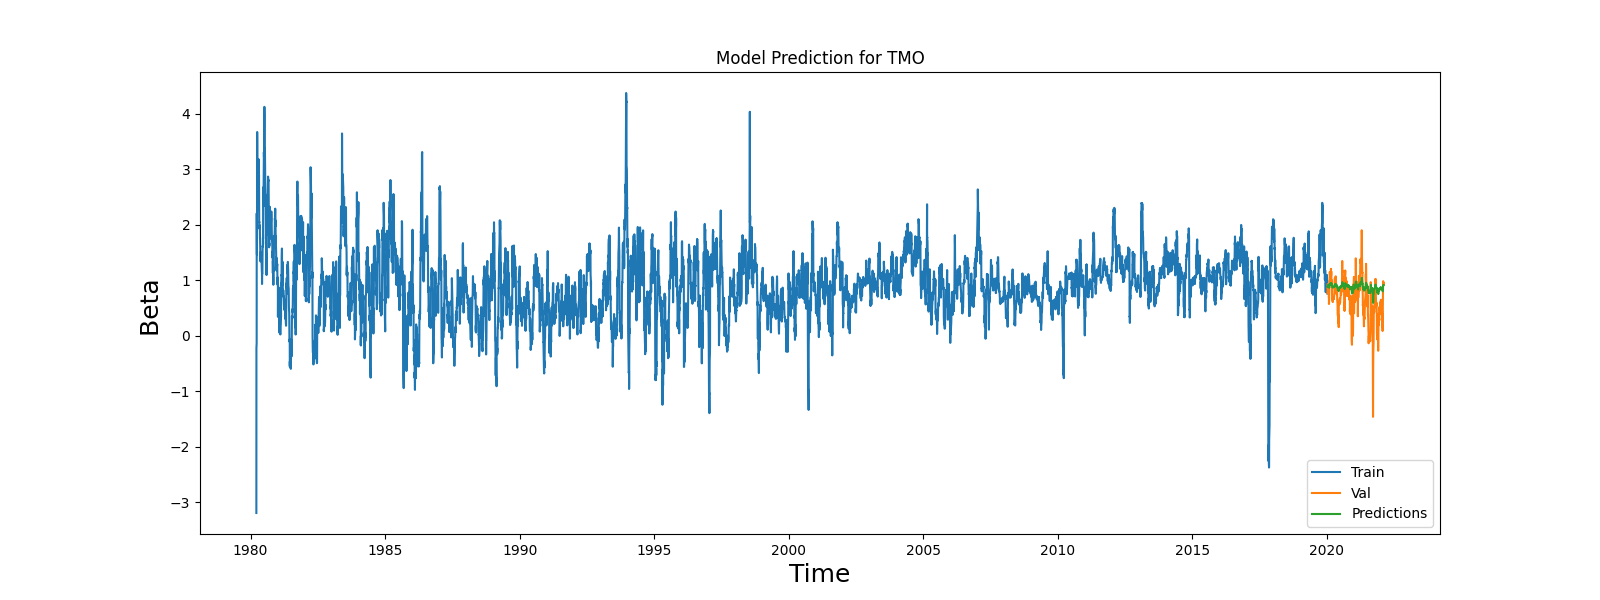 Model Prediction for TMO
Beta
4
3
2
1
0
−1
−2
−3
1980 1985 1990 1995 2000 2005 2010 2015 2020
Time
Train
Val
Predictions